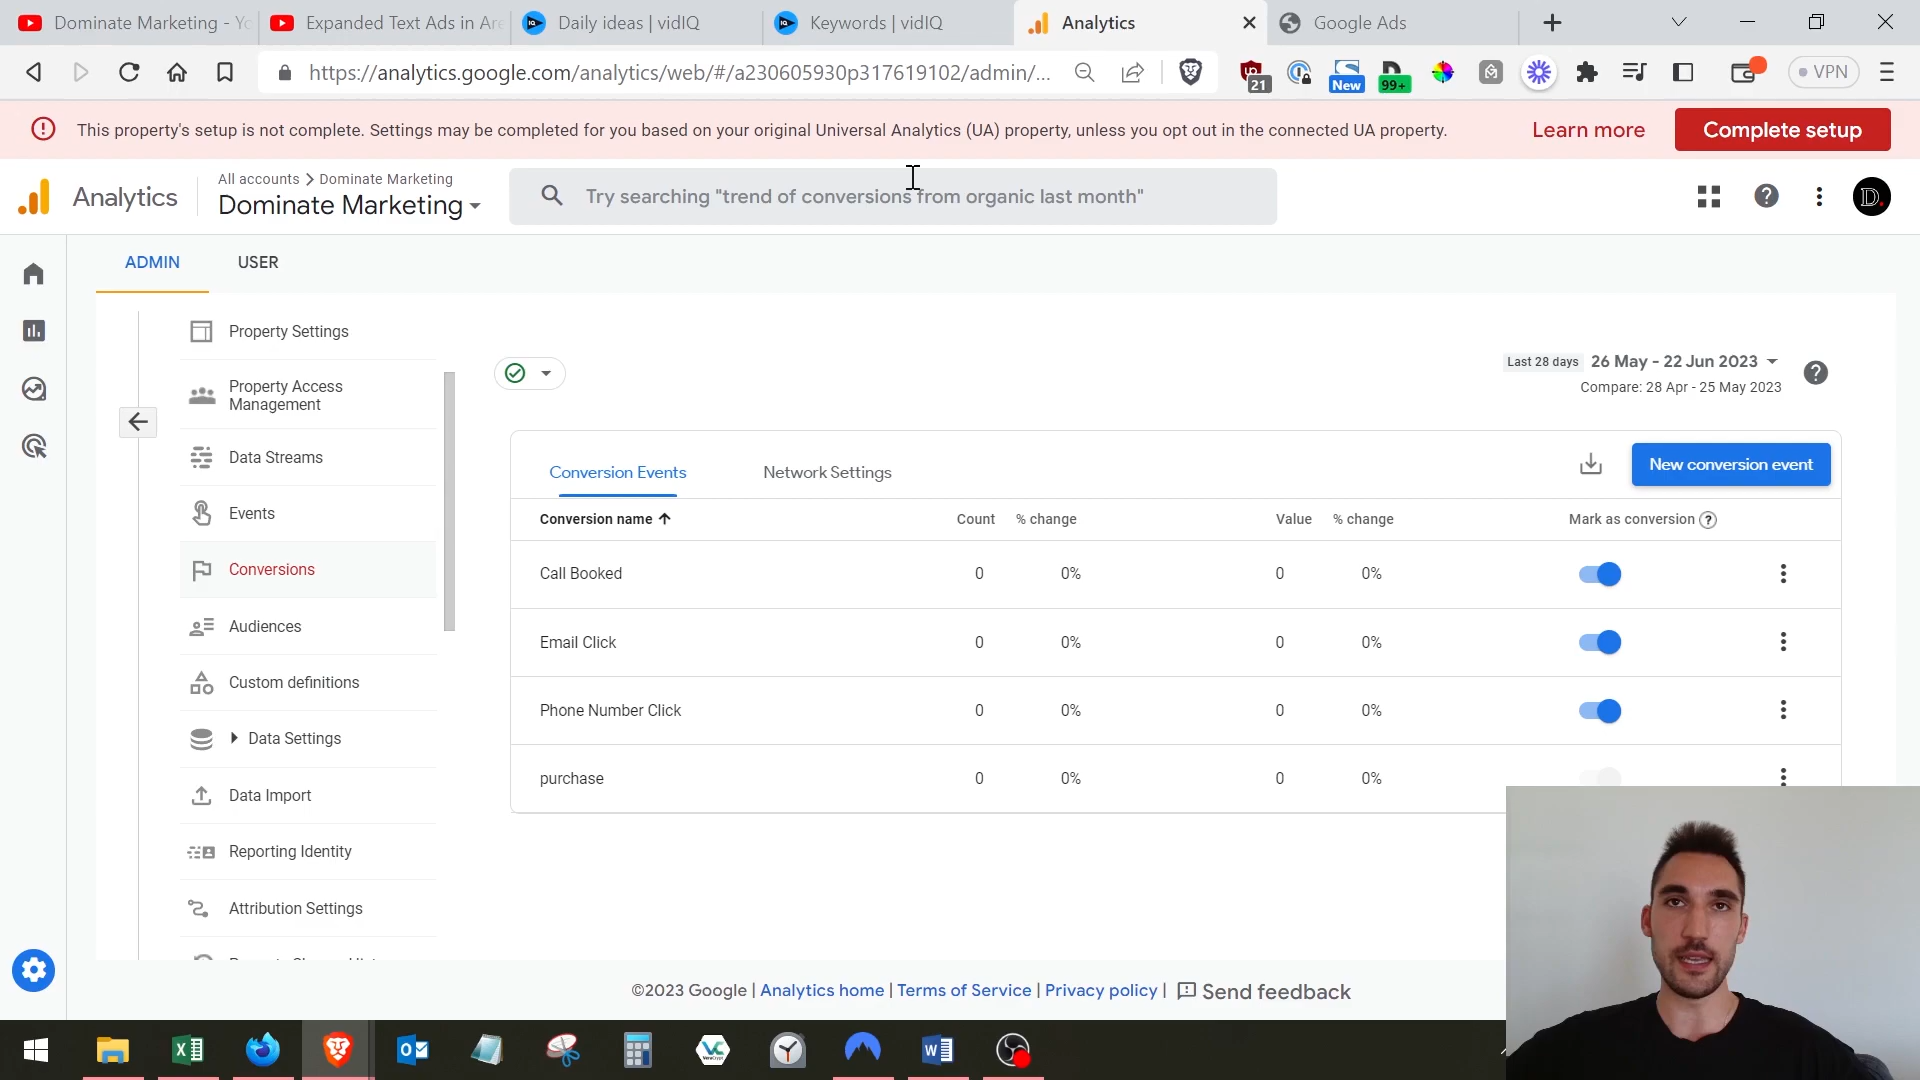 Dominate Marketing - Yo
Expanded Text Ads in Are
Daily ideas | vidIQ
Keywords | vidIQ
Analytics
Google Ads
https://analytics.google.com/analytics/web/#/a230605930p317619102/admin/...
21
New
99+
VPN
This property's setup is not complete. Settings may be completed for you based on your original Universal Analytics (UA) property, unless you opt out in the connected UA property.
Learn more
Complete setup
Analytics
All accounts > Dominate Marketing
Dominate Marketing
Try searching "trend of conversions from organic last month"
D.
ADMIN
USER
Property Settings
Property Access
Management
Data Streams
Events
Conversions
Audiences
Custom definitions
Data Settings
Data Import
Reporting Identity
Attribution Settings
Last 28 days 26 May - 22 Jun 2023
Compare: 28 Apr - 25 May 2023
Conversion Events
Network Settings
New conversion event
Conversion name Count % change Value % change Mark as conversion
Call Booked 0 0% 0 0%
Email Click 0 0% 0 0%
Phone Number Click 0 0% 0 0%
purchase 0 0% 0 0%
©2023 Google | Analytics home | Terms of Service | Privacy policy | Send feedback